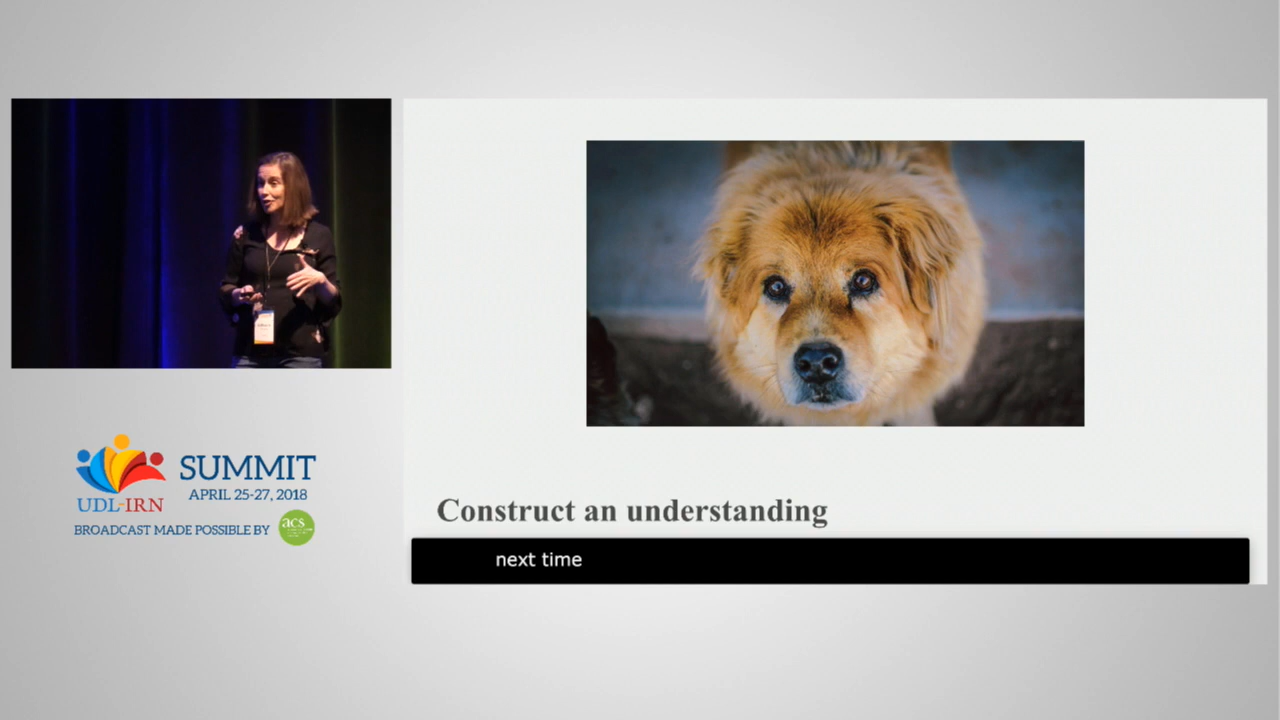 SUMMIT
APRIL 25-27, 2018
UDL-IRN
BROADCAST MADE POSSIBLE BY acs
Construct an understanding
next time